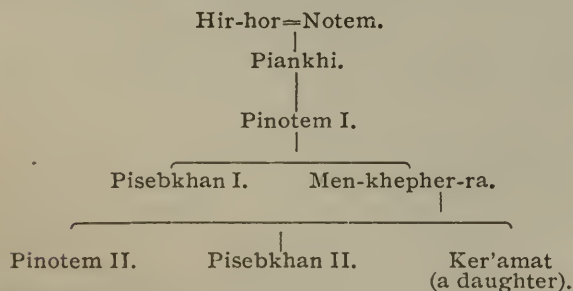 Hir-hor=Notem.
Piankhi.
Pinotem I.
Pisebkhan I. Men-khepher-ra.
Pinotem II. Pisebkhan II. Ker'amat
(a daughter).